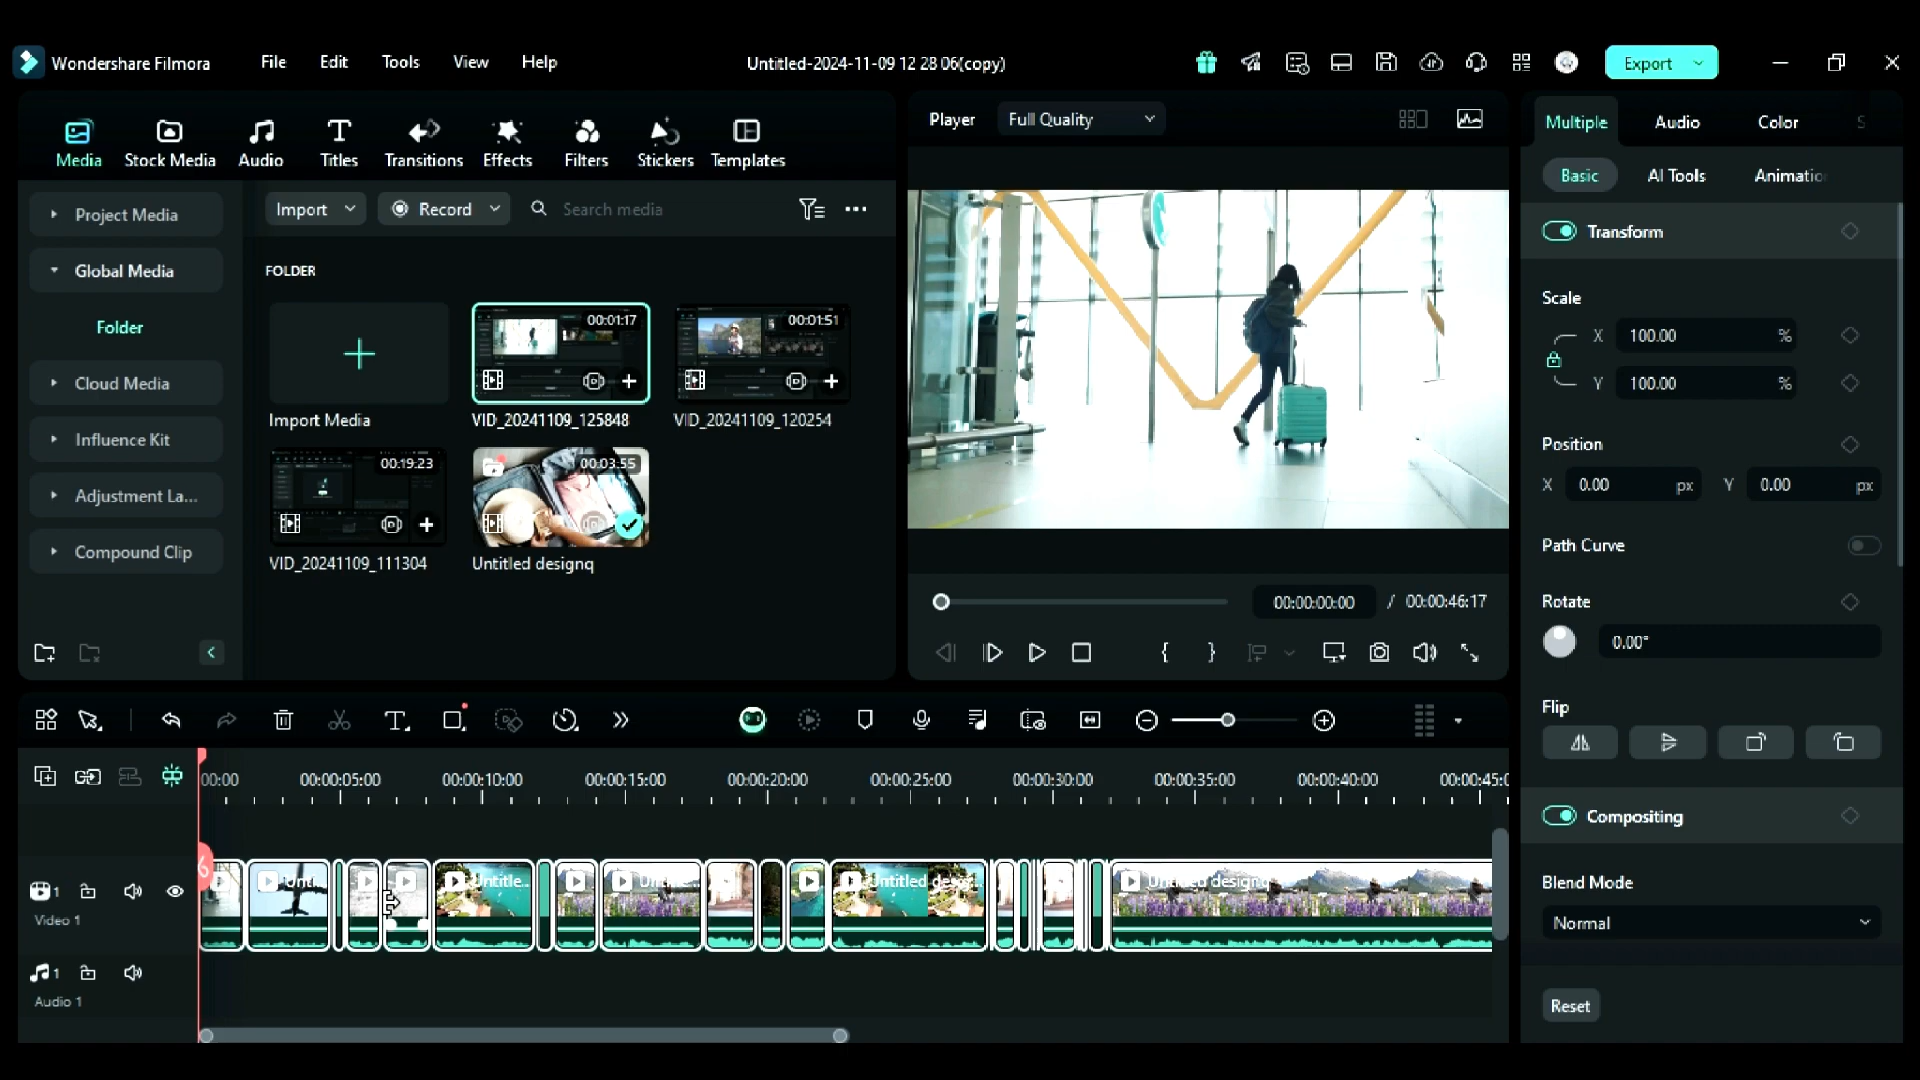 Wondershare Filmora File Edit Tools View Help Untitled-2024-11-09 12 28 06(copy) Export
Media Stock Media Audio Titles Transitions Effects Filters Stickers Templates
Player Full Quality
Multiple Audio Color S
Basic AI Tools Animatio
Project Media
Global Media
Folder
Cloud Media
Influence Kit
Adjustment La...
Compound Clip
Import Record Search media
FOLDER
Import Media
00:01:17
VID_20241109_125848
00:01:51
VID_20241109_120254
00:19:23
VID_20241109_111304
00:03:55
Untitled designq
00:00:00:00 / 00:00:46:17
Transform
Scale
X 100.00 %
Y 100.00 %
Position
X 0.00 px Y 0.00 px
Path Curve
Rotate
0.00°
Flip
Compositing
Blend Mode
Normal
Reset
00:00 00:00:05:00 00:00:10:00 00:00:15:00 00:00:20:00 00:00:25:00 00:00:30:00 00:00:35:00 00:00:40:00 00:00:45:0
1
Video 1
Untitle...
Untitled designq
1
Audio 1